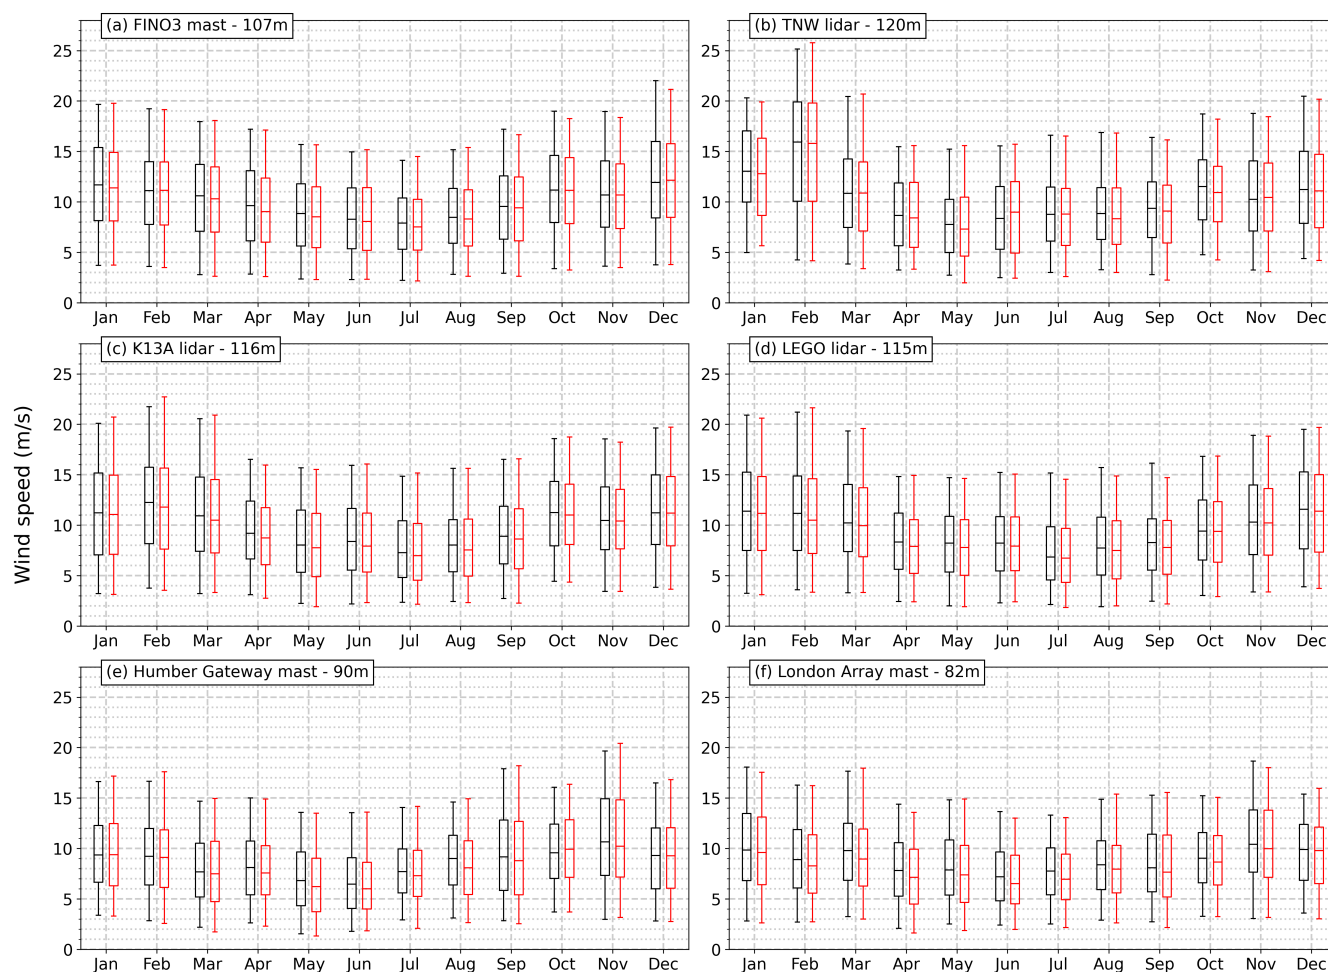 (a) FINO3 mast - 107m
(b) TNW lidar - 120m
25
20
15
10
5
0
Jan Feb Mar Apr May Jun Jul Aug Sep Oct Nov Dec
25
20
15
10
5
0
Jan Feb Mar Apr May Jun Jul Aug Sep Oct Nov Dec
Wind speed (m/s)
(c) K13A lidar - 116m
(d) LEGO lidar - 115m
25
20
15
10
5
0
Jan Feb Mar Apr May Jun Jul Aug Sep Oct Nov Dec
25
20
15
10
5
0
Jan Feb Mar Apr May Jun Jul Aug Sep Oct Nov Dec
(e) Humber Gateway mast - 90m
(f) London Array mast - 82m
25
20
15
10
5
0
Jan Feb Mar Apr May Jun Jul Aug Sep Oct Nov Dec
25
20
15
10
5
0
Jan Feb Mar Apr May Jun Jul Aug Sep Oct Nov Dec